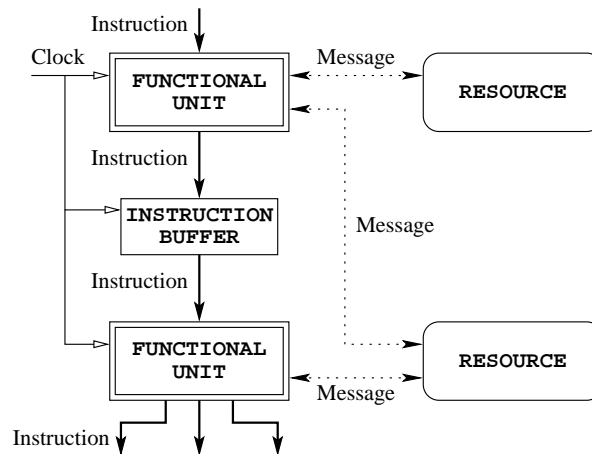 Instruction
Clock
Message
FUNCTIONAL
UNIT
RESOURCE
Instruction
Message
INSTRUCTION
BUFFER
Instruction
FUNCTIONAL
UNIT
RESOURCE
Message
Instruction